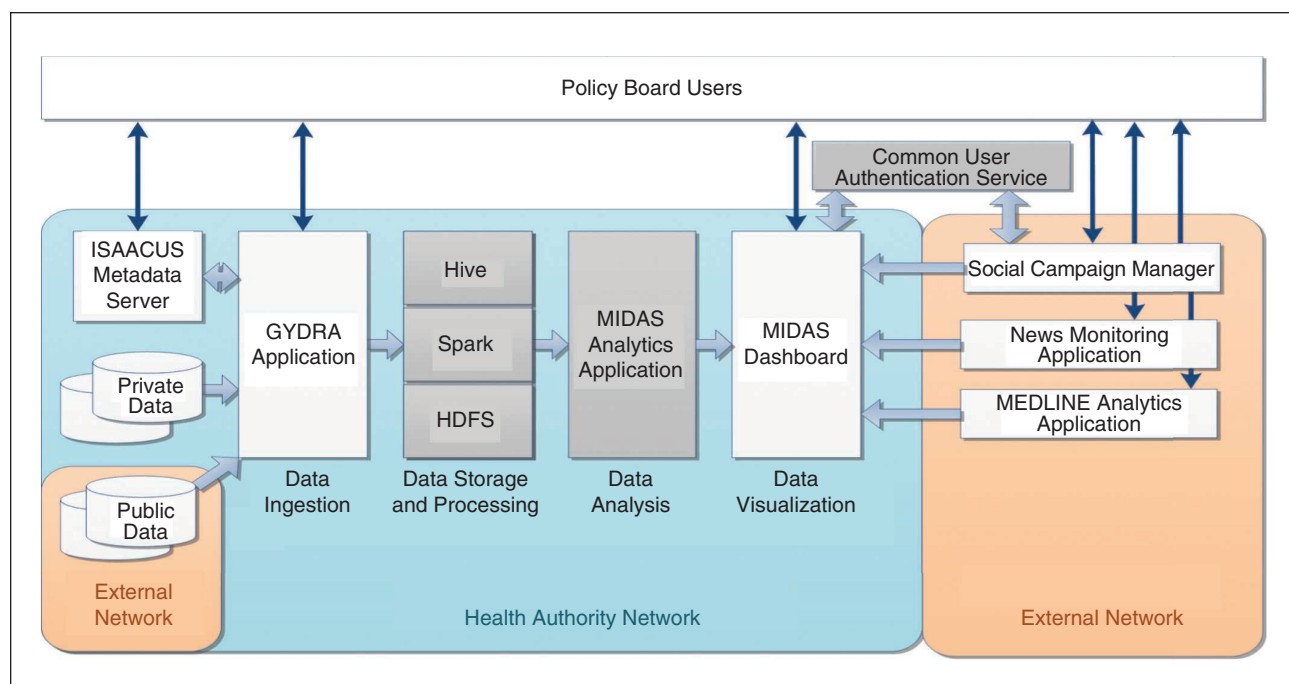 Policy Board Users
Common User
Authentication Service
ISAACUS
Metadata
Server
Private
Data
Public
Data
External
Network
GYDRA
Application
Data
Ingestion
Hive
Spark
HDFS
Data Storage
and Processing
MIDAS
Analytics
Application
Data
Analysis
MIDAS
Dashboard
Data
Visualization
Health Authority Network
Social Campaign Manager
News Monitoring
Application
MEDLINE Analytics
Application
External Network